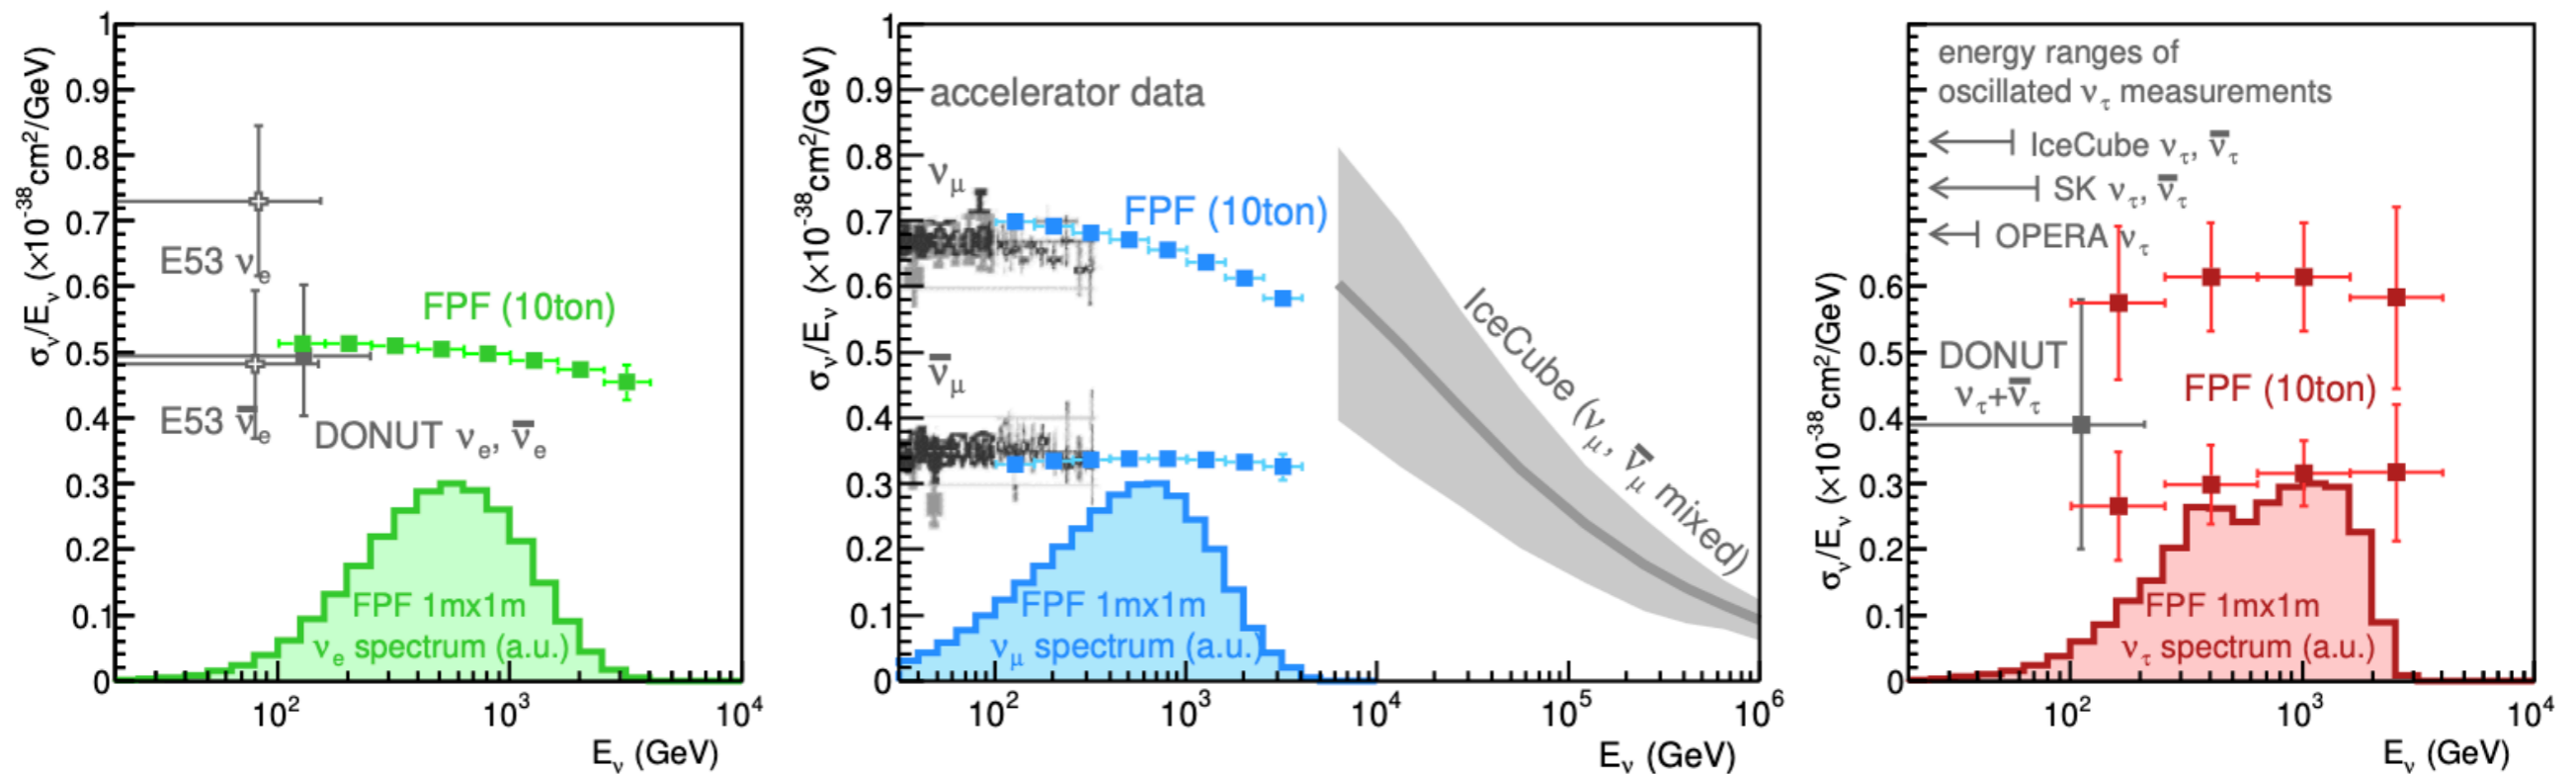 σν/Eν (×10⁻³⁸cm²/GeV)
1
0.9
0.8
0.7
0.6
0.5
0.4
0.3
0.2
0.1
0
E53 νe
FPF (10ton)
E53 ν̅e
DONUT νe, ν̅e
FPF 1mx1m
νe spectrum (a.u.)
10² 10³ 10⁴
Eν (GeV)
σν/Eν (×10⁻³⁸cm²/GeV)
1
0.9
0.8
0.7
0.6
0.5
0.4
0.3
0.2
0.1
0
accelerator data
νμ
FPF (10ton)
ν̅μ
IceCube (νμ, ν̅μ mixed)
FPF 1mx1m
νμ spectrum (a.u.)
10² 10³ 10⁴ 10⁵ 10⁶
Eν (GeV)
σν/Eν (×10⁻³⁸cm²/GeV)
0.6
0.5
0.4
0.3
0.2
0.1
0
energy ranges of
oscillated ντ measurements
IceCube ντ, ν̅τ
SK ντ, ν̅τ
OPERA ντ
DONUT
ντ+ν̅τ
FPF (10ton)
FPF 1mx1m
ντ spectrum (a.u.)
10² 10³ 10⁴
Eν (GeV)